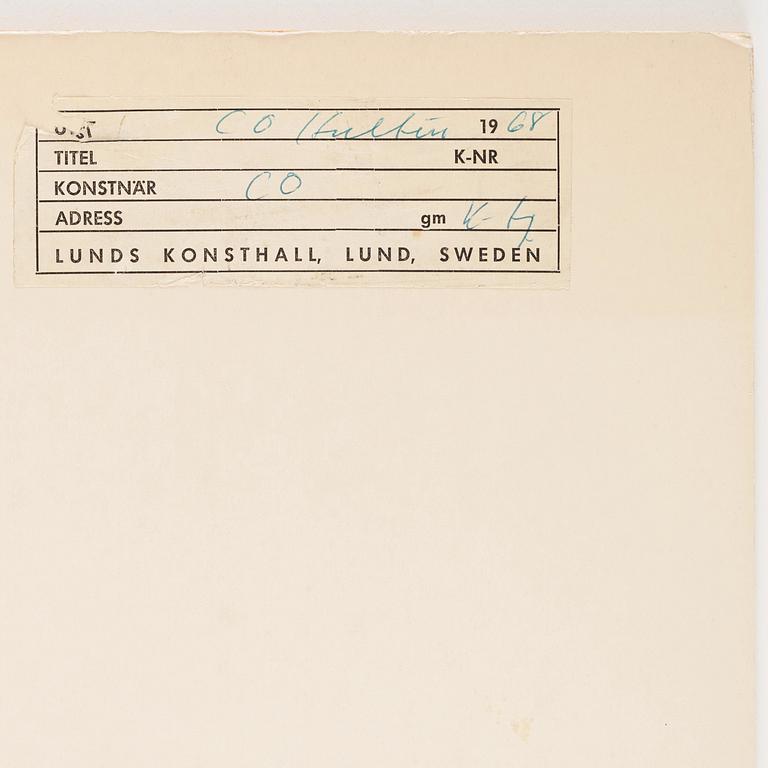 CO Hultén 1968
TITEL K-NR
KONSTNÄR CO
ADRESS gm
LUNDS KONSTHALL, LUND, SWEDEN